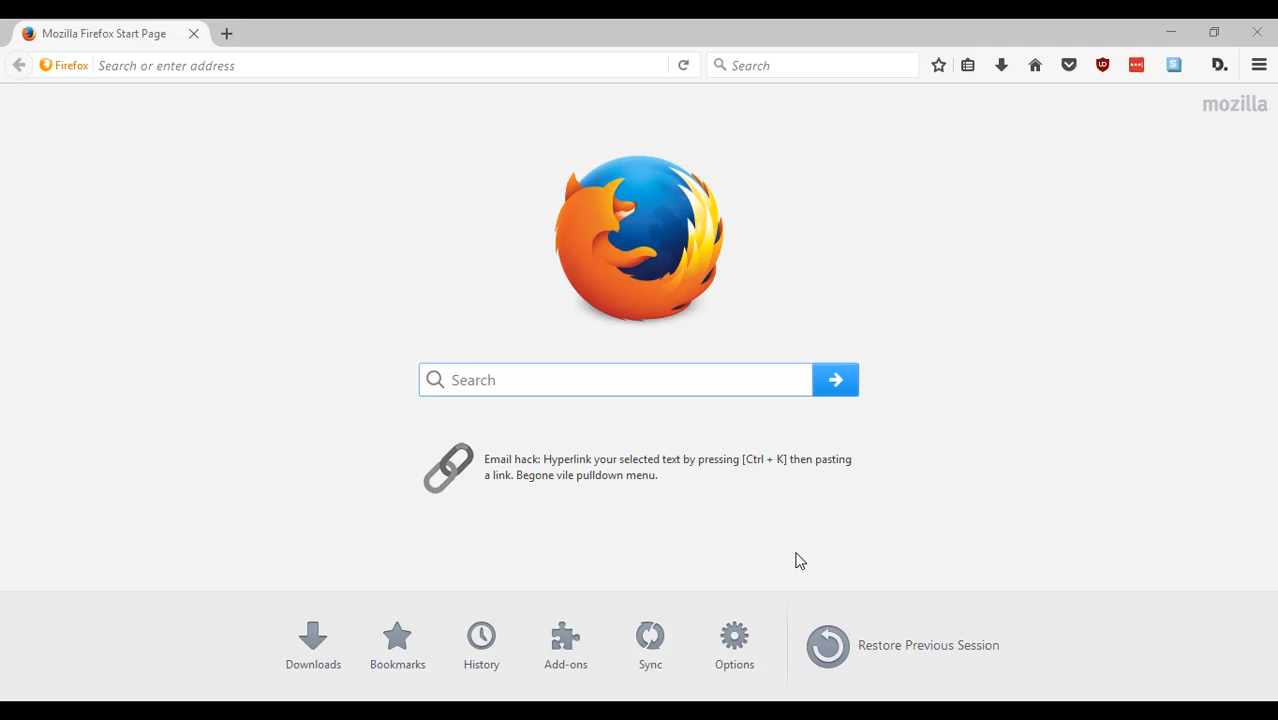 Mozilla Firefox Start Page
Firefox Search or enter address
Search
D.
mozilla
Search
Email hack: Hyperlink your selected text by pressing [Ctrl + K] then pasting
a link. Begone vile pulldown menu.
Downloads Bookmarks History Add-ons Sync Options Restore Previous Session